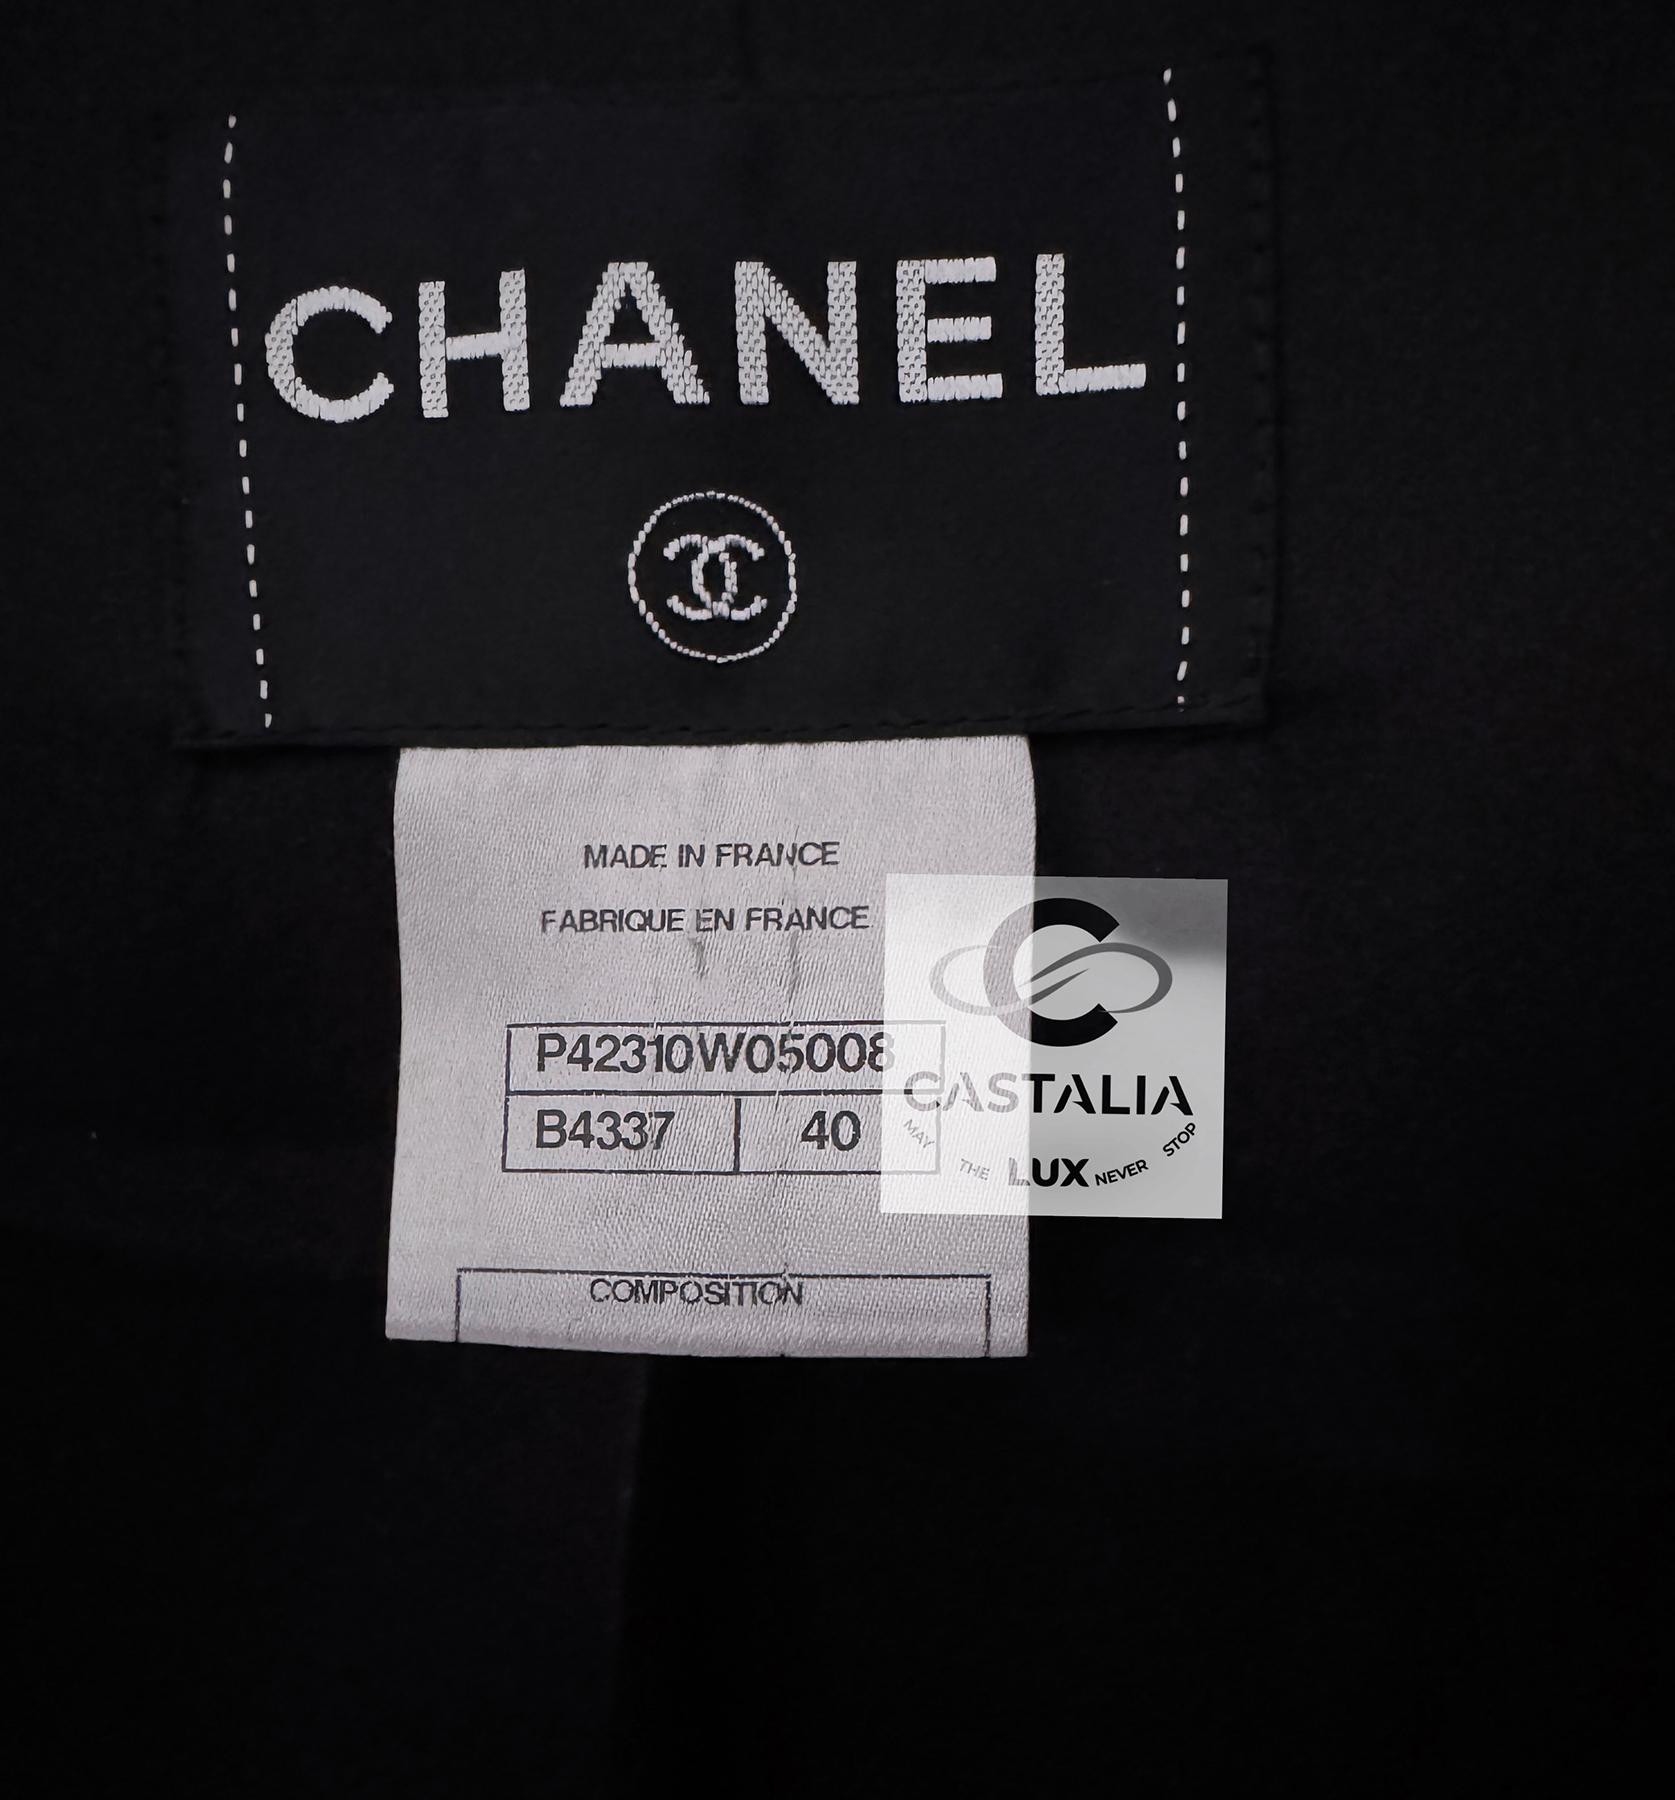 CHANEL
MADE IN FRANCE
FABRIQUE EN FRANCE
P42310W05008
B4337 40
CASTALIA
MAY THE LUX NEVER STOP
COMPOSITION